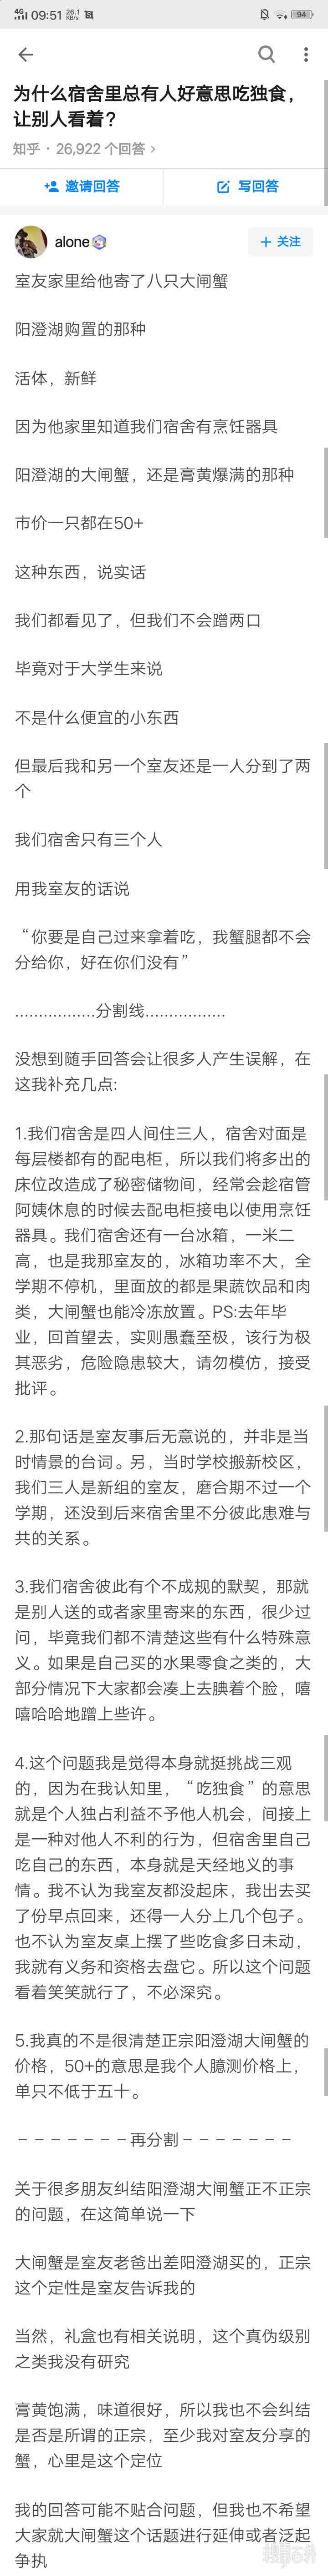 4G 09:51 26.1 KB/s 94
为什么宿舍里总有人好意思吃独食，
让别人看着？
知乎 · 26,922 个回答 >
邀请回答 写回答
alone + 关注
室友家里给他寄了八只大闸蟹
阳澄湖购置的那种
活体，新鲜
因为他家里知道我们宿舍有烹饪器具
阳澄湖的大闸蟹，还是膏黄爆满的那种
市价一只都在50+
这种东西，说实话
我们都看见了，但我们不会蹭两口
毕竟对于大学生来说
不是什么便宜的小东西
但最后我和另一个室友还是一人分到了两
个
我们宿舍只有三个人
用我室友的话说
“你要是自己过来拿着吃，我蟹腿都不会
分给你，好在你们没有”
.................分割线.................
没想到随手回答会让很多人产生误解，在
这我补充几点:
1.我们宿舍是四人间住三人，宿舍对面是
每层楼都有的配电柜，所以我们将多出的
床位改造成了秘密储物间，经常会趁宿管
阿姨休息的时候去配电柜接电以使用烹饪
器具。我们宿舍还有一台冰箱，一米二
高，也是我那室友的，冰箱功率不大，全
学期不停机，里面放的都是果蔬饮品和肉
类，大闸蟹也能冷冻放置。PS:去年毕
业，回首望去，实则愚蠢至极，该行为极
其恶劣，危险隐患较大，请勿模仿，接受
批评。
2.那句话是室友事后无意说的，并非是当
时情景的台词。另，当时学校搬新校区，
我们三人是新组的室友，磨合期不过一个
学期，还没到后来宿舍里不分彼此患难与
共的关系。
3.我们宿舍彼此有个不成规的默契，那就
是别人送的或者家里寄来的东西，很少过
问，毕竟我们都不清楚这些有什么特殊意
义。如果是自己买的水果零食之类的，大
部分情况下大家都会凑上去腆着个脸，嘻
嘻哈哈地蹭上些许。
4.这个问题我是觉得本身就挺挑战三观
的，因为在我认知里，“吃独食”的意思
就是个人独占利益不予他人机会，间接上
是一种对他人不利的行为，但宿舍里自己
吃自己的东西，本身就是天经地义的事
情。我不认为我室友都没起床，我出去买
了份早点回来，还得一人分上几个包子。
也不认为室友桌上摆了些吃食多日未动，
我就有义务和资格去盘它。所以这个问题
看着笑笑就行了，不必深究。
5.我真的不是很清楚正宗阳澄湖大闸蟹的
价格，50+的意思是我个人臆测价格上，
单只不低于五十。
－－－－－－－再分割－－－－－－－
关于很多朋友纠结阳澄湖大闸蟹正不正宗
的问题，在这简单说一下
大闸蟹是室友老爸出差阳澄湖买的，正宗
这个定性是室友告诉我的
当然，礼盒也有相关说明，这个真伪级别
之类我没有研究
膏黄饱满，味道很好，所以我也不会纠结
是否是所谓的正宗，至少我对室友分享的
蟹，心里是这个定位
我的回答可能不贴合问题，但我也不希望
大家就大闸蟹这个话题进行延伸或者泛起
争执